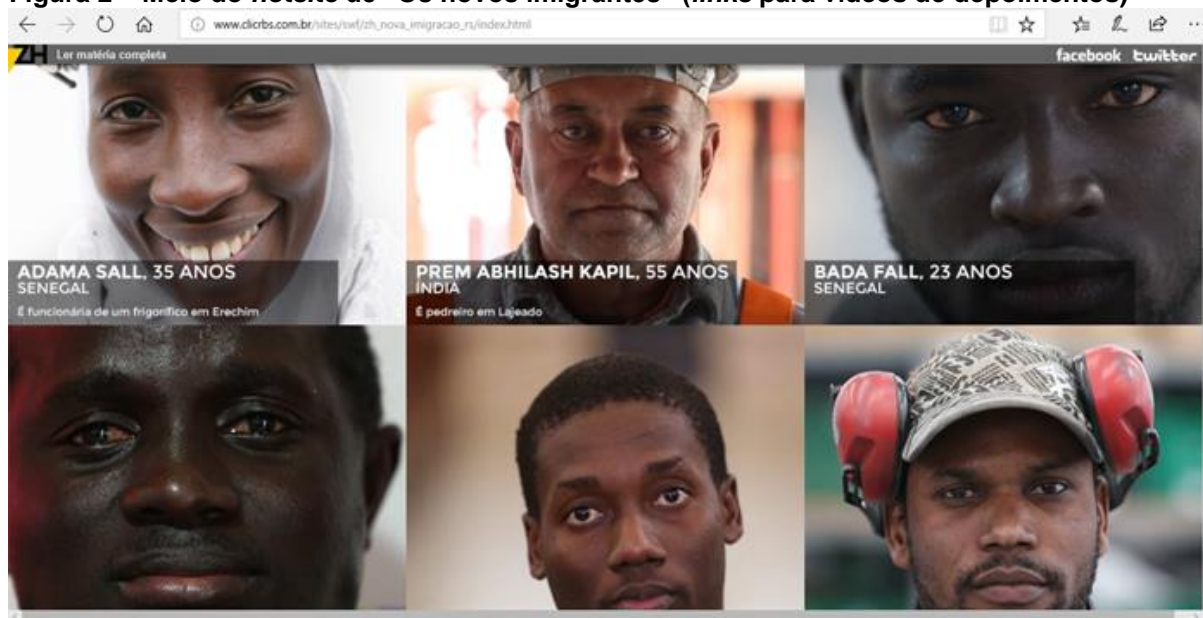 Figura 2 – Início do hotsite de "Os novos imigrantes" (links para vídeos de depoimentos)
www.clicrbs.com.br/sites/swf/zh_nova_imigracao_rs/index.html
ZH Ler matéria completa
facebook twitter
ADAMA SALL, 35 ANOS
SENEGAL
É funcionária de um frigorífico em Erechim
PREM ABHILASH KAPIL, 55 ANOS
ÍNDIA
É pedreiro em Lajeado
BADA FALL, 23 ANOS
SENEGAL